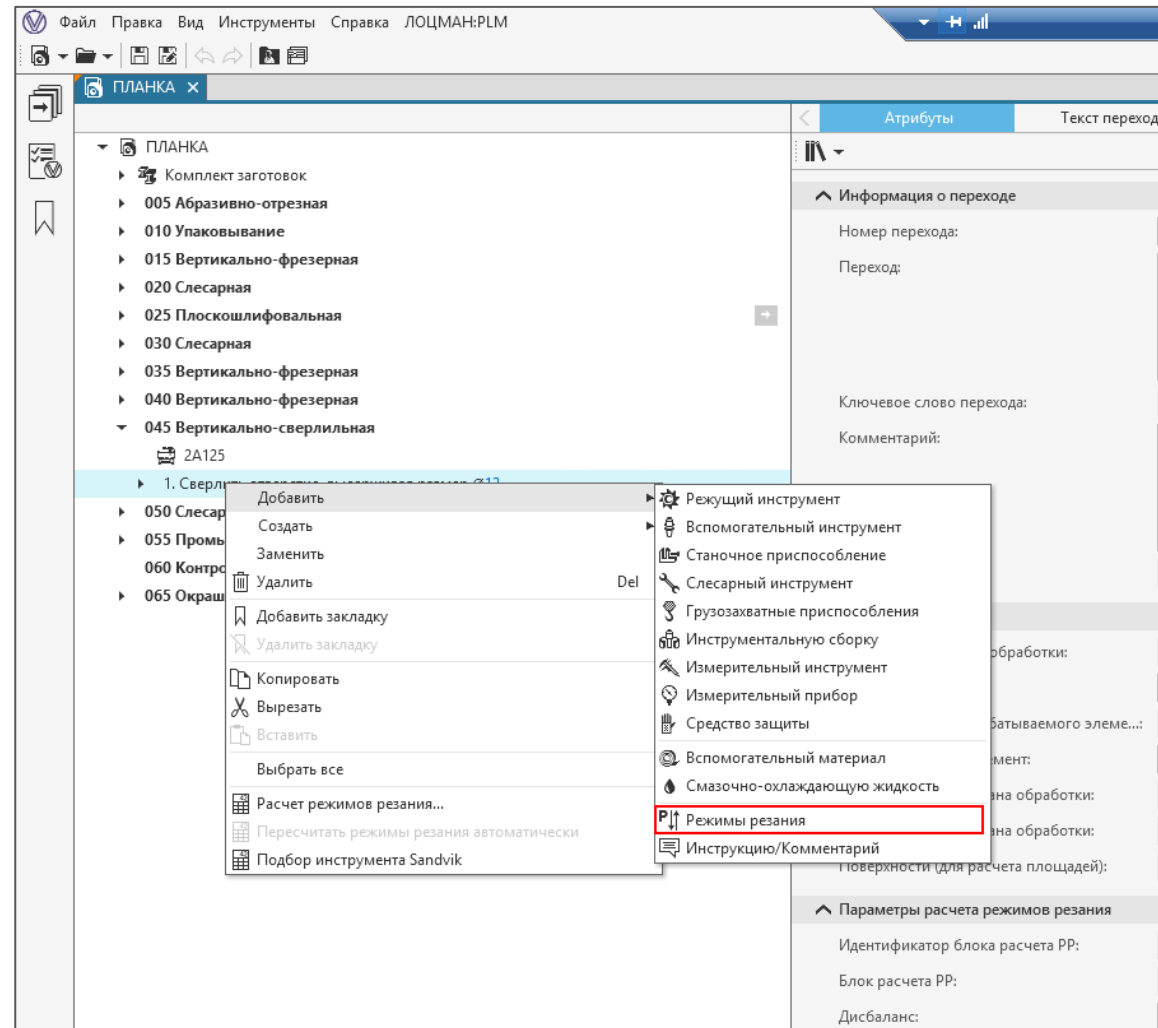 Файл Правка Вид Инструменты Справка ЛОЦМАН:PLM
ПЛАНКА
Атрибуты
Текст переход
ПЛАНКА
Комплект заготовок
005 Абразивно-отрезная
010 Упаковывание
015 Вертикально-фрезерная
020 Слесарная
025 Плоскошлифовальная
030 Слесарная
035 Вертикально-фрезерная
040 Вертикально-фрезерная
045 Вертикально-сверлильная
2А125
1. Сверлить отверстие, выдерживая размер Ø12
050 Слесар
055 Промы
060 Контро
065 Окраш
Добавить
Создать
Заменить
Удалить Del
Добавить закладку
Удалить закладку
Копировать
Вырезать
Вставить
Выбрать все
Расчет режимов резания...
Пересчитать режимы резания автоматически
Подбор инструмента Sandvik
Режущий инструмент
Вспомогательный инструмент
Станочное приспособление
Слесарный инструмент
Грузозахватные приспособления
Инструментальную сборку
Измерительный инструмент
Измерительный прибор
Средство защиты
Вспомогательный материал
Смазочно-охлаждающую жидкость
Режимы резания
Инструкцию/Комментарий
Информация о переходе
Номер перехода:
Переход:
Ключевое слово перехода:
Комментарий:
обработки:
батываемого элеме...:
мент:
ана обработки:
ана обработки:
Поверхности (для расчета площадей):
Параметры расчета режимов резания
Идентификатор блока расчета РР:
Блок расчета РР:
Дисбаланс: